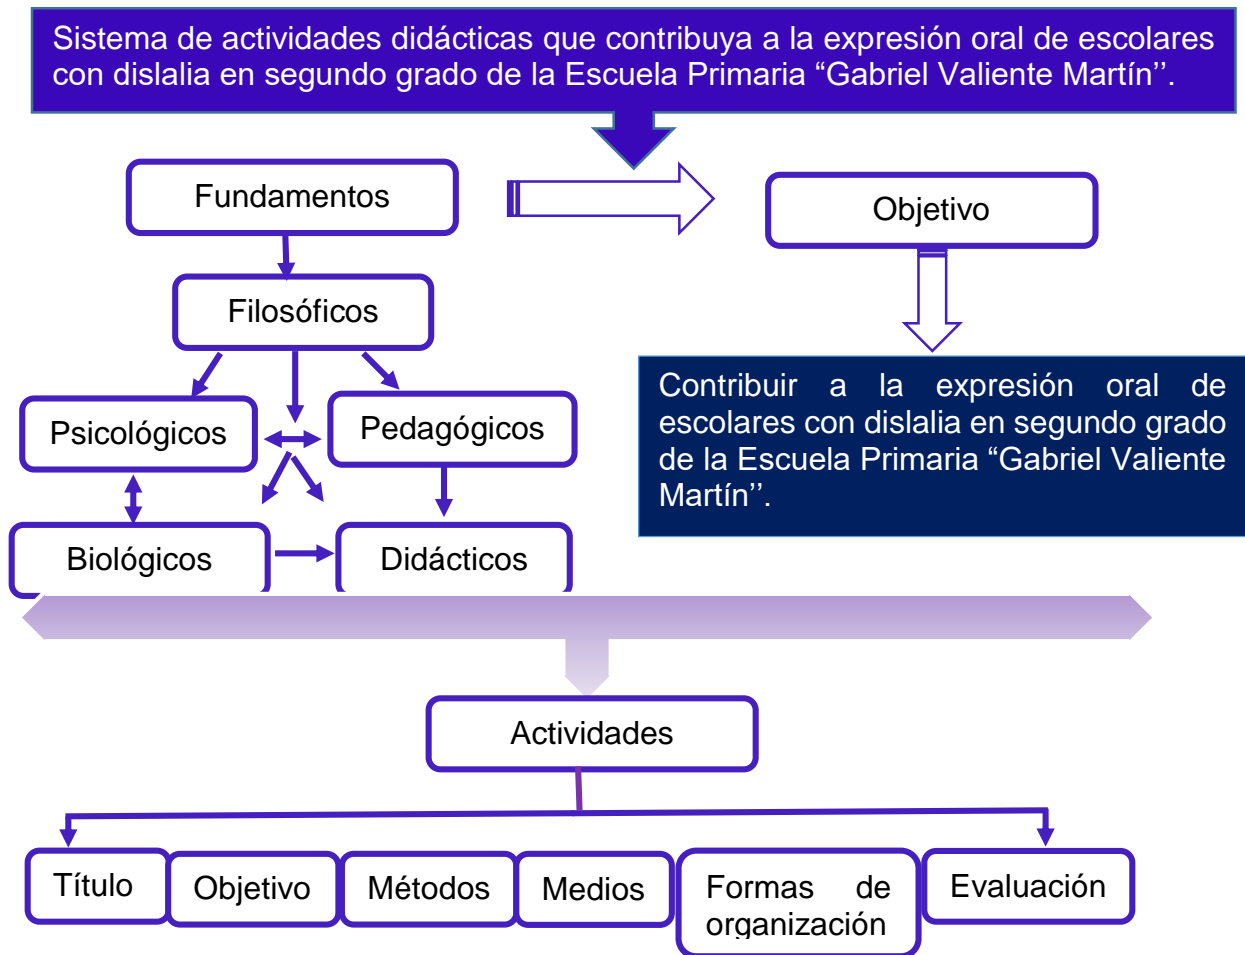 Sistema de actividades didácticas que contribuya a la expresión oral de escolares
con dislalia en segundo grado de la Escuela Primaria “Gabriel Valiente Martín’’.
Fundamentos
Objetivo
Filosóficos
Contribuir a la expresión oral de
escolares con dislalia en segundo grado
de la Escuela Primaria “Gabriel Valiente
Martín’’.
Psicológicos
Pedagógicos
Biológicos
Didácticos
Actividades
Título
Objetivo
Métodos
Medios
Formas de
organización
Evaluación